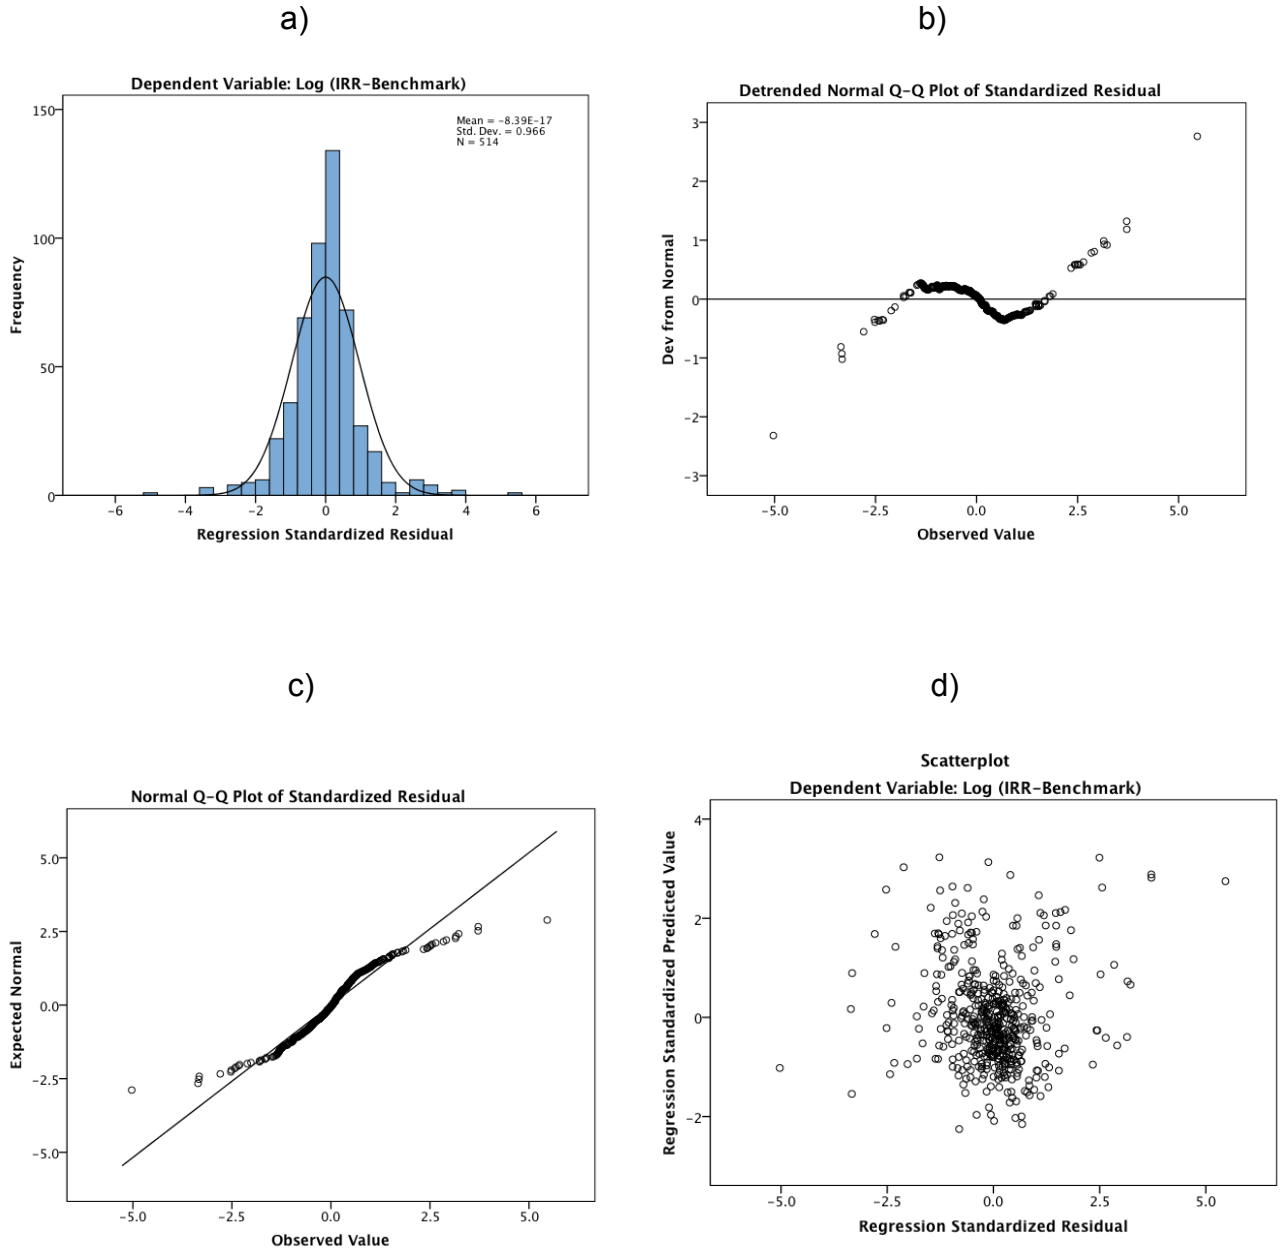 a)
Dependent Variable: Log (IRR-Benchmark)
Mean = -8.39E-17
Std. Dev. = 0.966
N = 514
Frequency
150
100
50
0
-6 -4 -2 0 2 4 6
Regression Standardized Residual
b)
Detrended Normal Q-Q Plot of Standardized Residual
Dev from Normal
3
2
1
0
-1
-2
-3
-5.0 -2.5 0.0 2.5 5.0
Observed Value
c)
Normal Q-Q Plot of Standardized Residual
Expected Normal
5.0
2.5
0.0
-2.5
-5.0
-5.0 -2.5 0.0 2.5 5.0
Observed Value
d)
Scatterplot
Dependent Variable: Log (IRR-Benchmark)
Regression Standardized Predicted Value
4
2
0
-2
-5.0 -2.5 0.0 2.5 5.0
Regression Standardized Residual